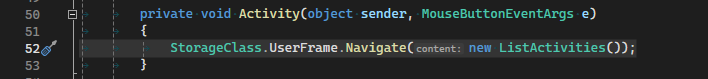 50 private void Activity(object sender, MouseButtonEventArgs e)
51 {
52 StorageClass.UserFrame.Navigate(content: new ListActivities());
53 }